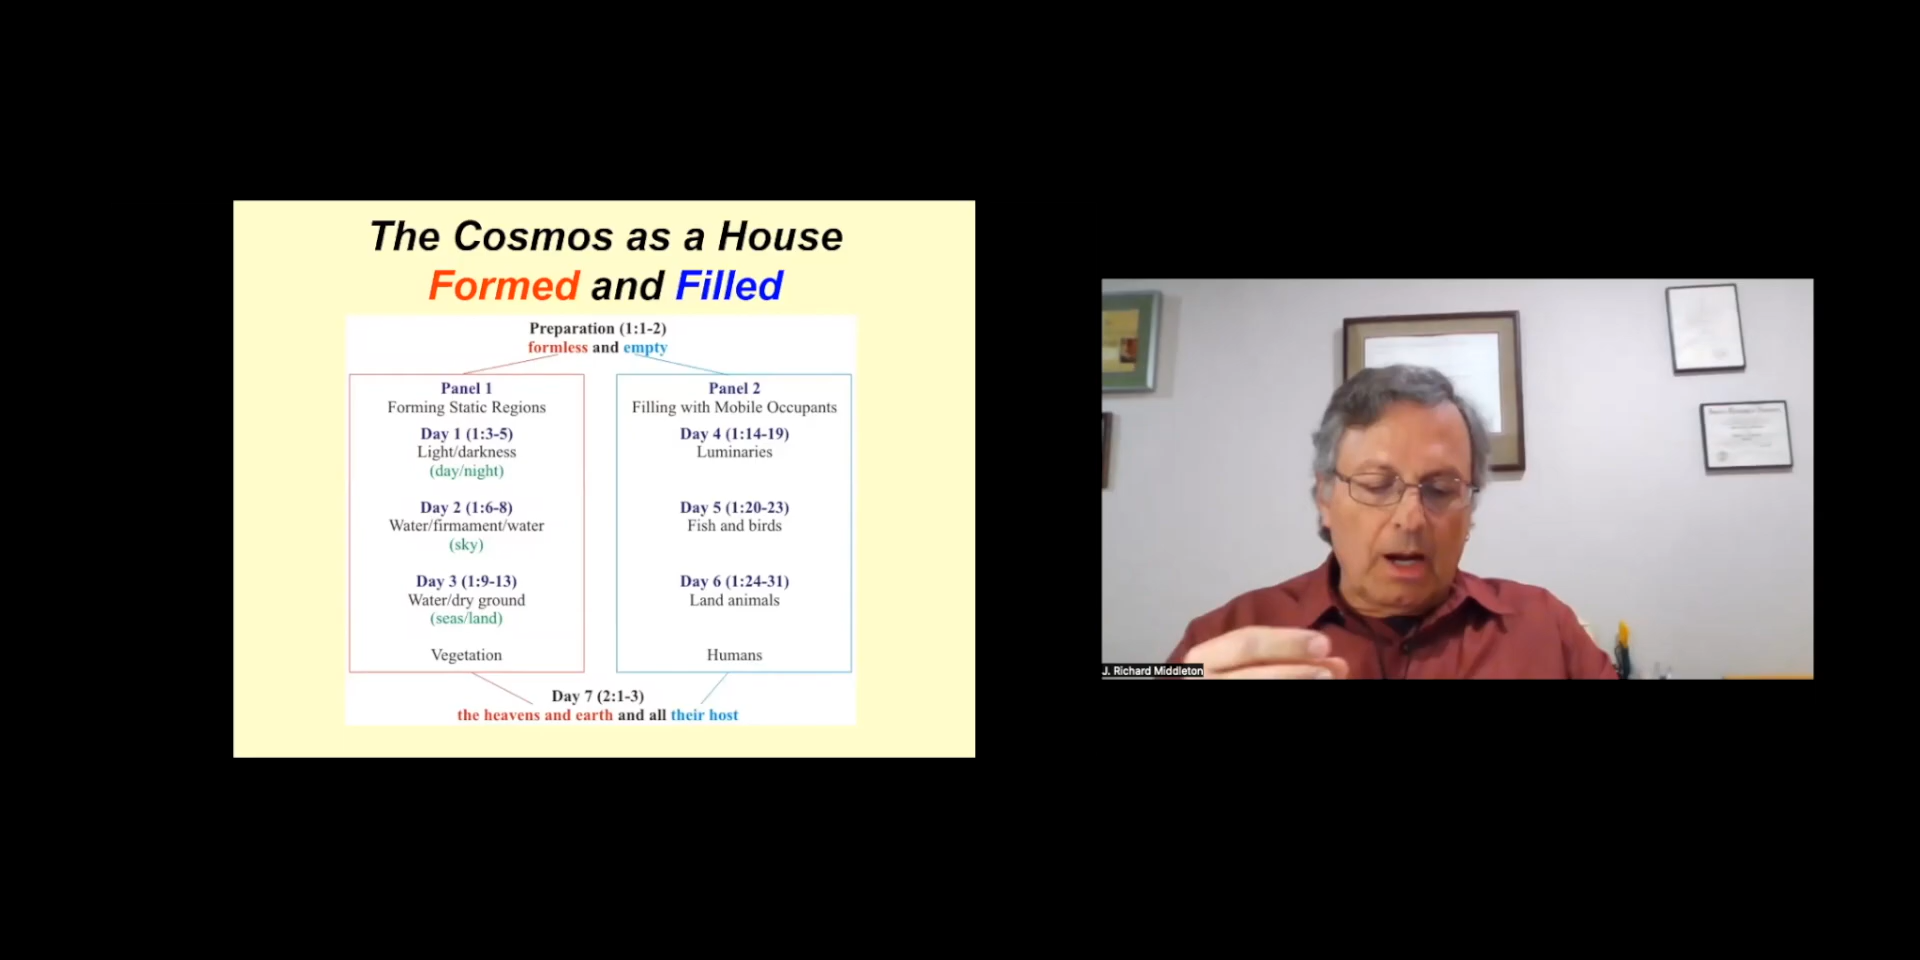 The Cosmos as a House
Formed and Filled
Preparation (1:1-2)
formless and empty
Panel 1
Forming Static Regions
Day 1 (1:3-5)
Light/darkness
(day/night)
Day 2 (1:6-8)
Water/firmament/water
(sky)
Day 3 (1:9-13)
Water/dry ground
(seas/land)
Vegetation
Panel 2
Filling with Mobile Occupants
Day 4 (1:14-19)
Luminaries
Day 5 (1:20-23)
Fish and birds
Day 6 (1:24-31)
Land animals
Humans
Day 7 (2:1-3)
the heavens and earth and all their host
J. Richard Middleton